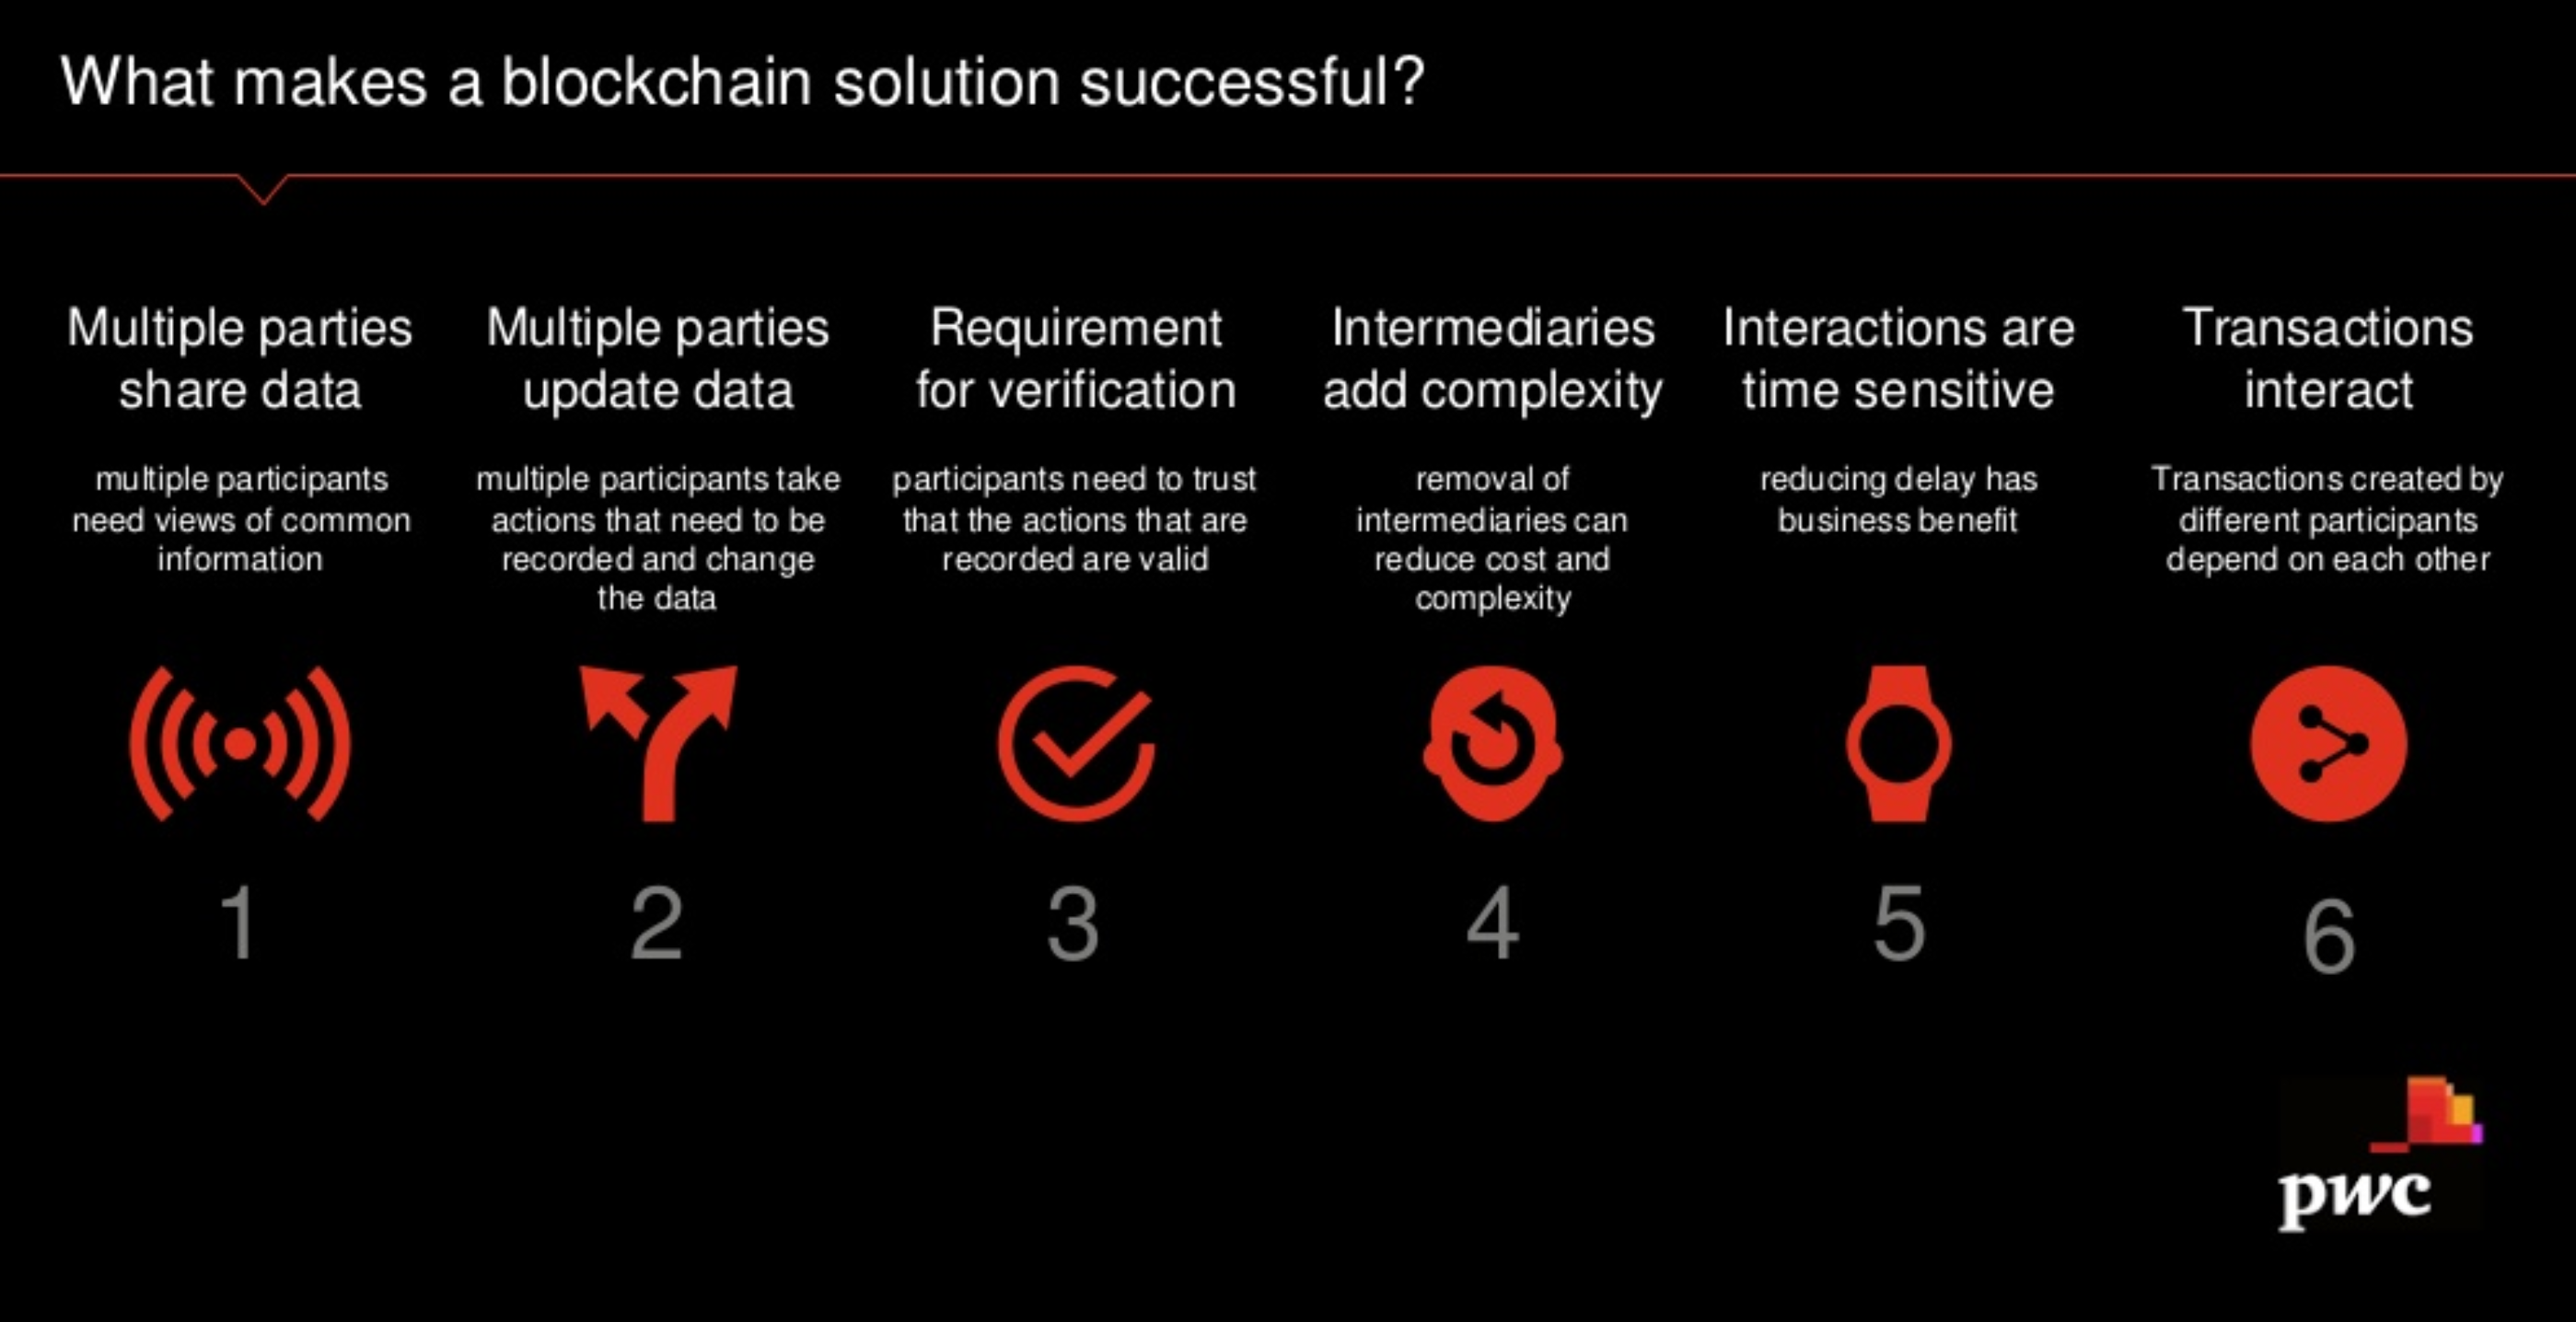 What makes a blockchain solution successful?
Multiple parties
share data
multiple participants
need views of common
information
1
Multiple parties
update data
multiple participants take
actions that need to be
recorded and change
the data
2
Requirement
for verification
participants need to trust
that the actions that are
recorded are valid
3
Intermediaries
add complexity
removal of
intermediaries can
reduce cost and
complexity
4
Interactions are
time sensitive
reducing delay has
business benefit
5
Transactions
interact
Transactions created by
different participants
depend on each other
6
pwc